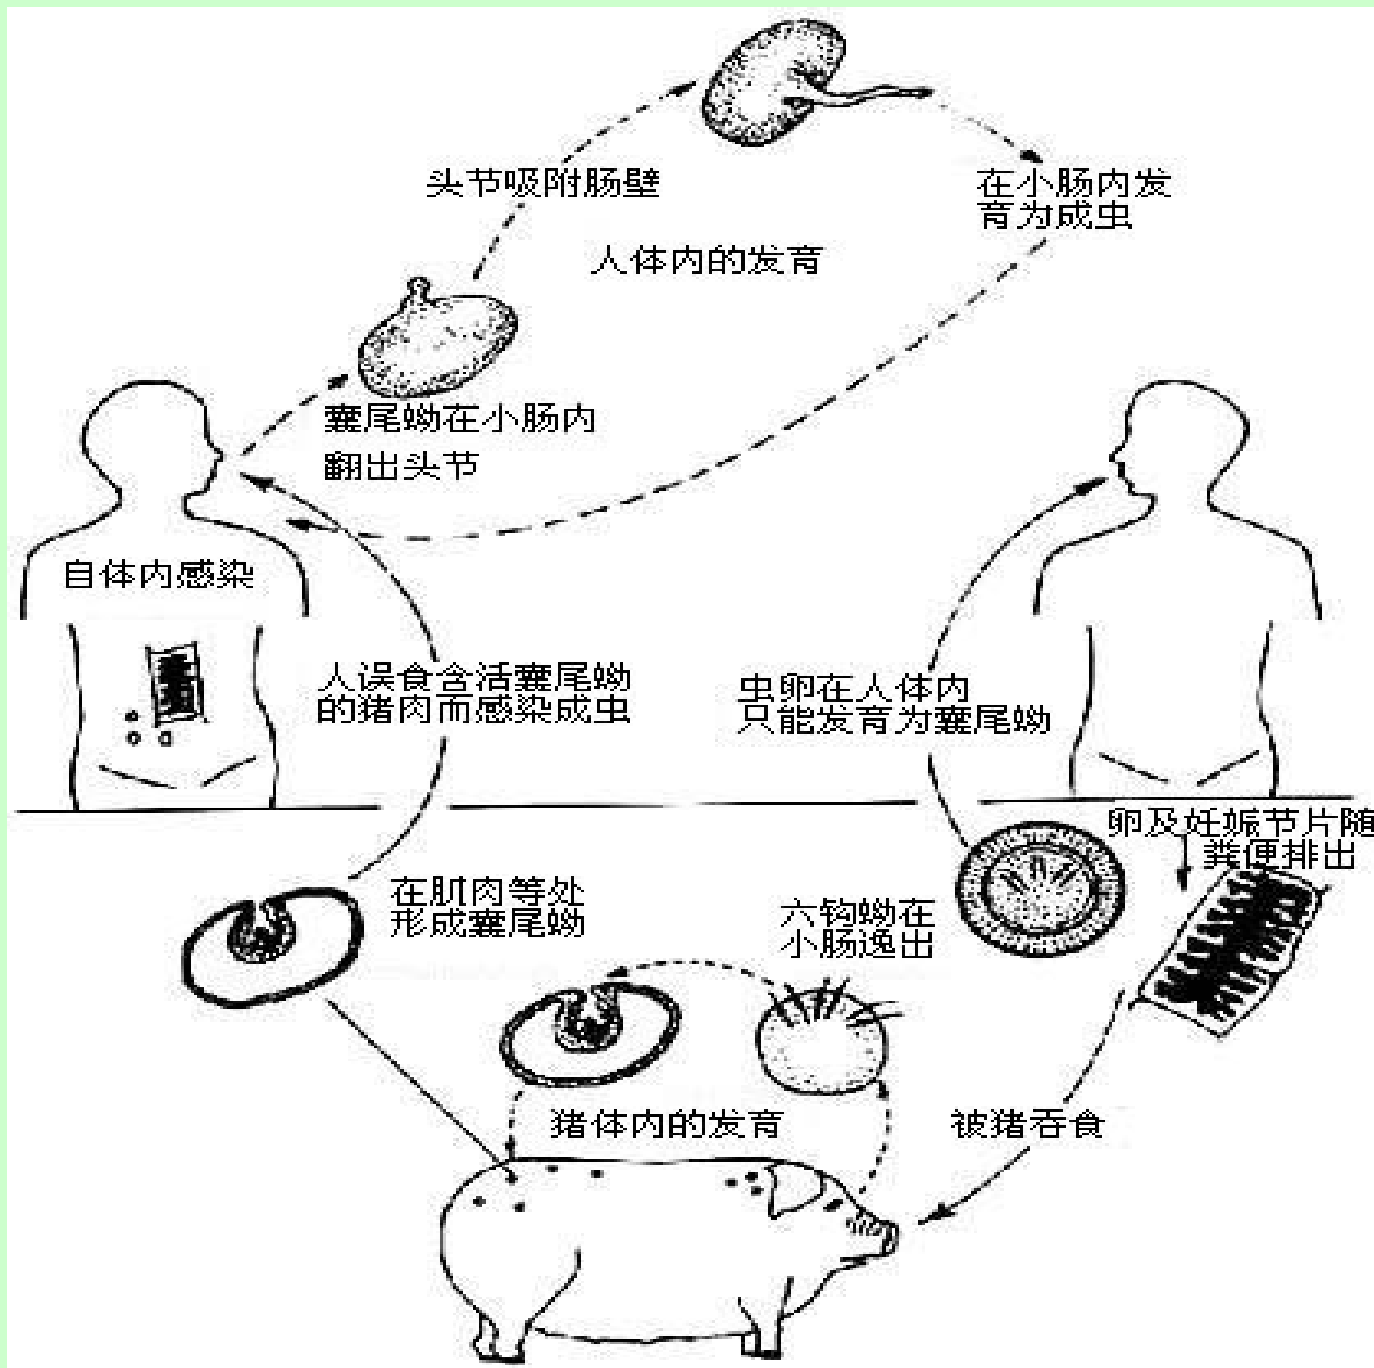 头节吸附肠壁
在小肠内发
育为成虫
人体内的发育
囊尾蚴在小肠内
翻出头节
自体内感染
人误食含活囊尾蚴
的猪肉而感染成虫
虫卵在人体内
只能发育为囊尾蚴
卵及妊娠节片随
粪便排出
在肌肉等处
形成囊尾蚴
六钩蚴在
小肠逸出
猪体内的发育
被猪吞食